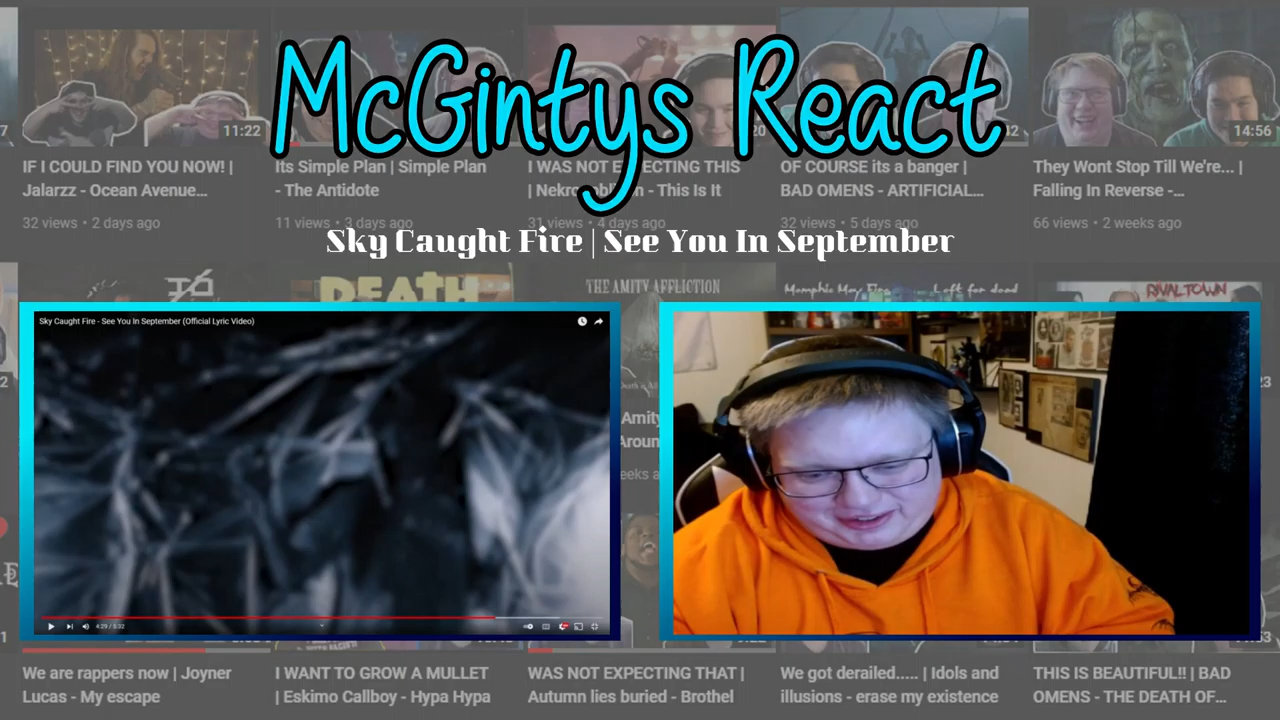 11:22
14:56
McGintys React
IF I COULD FIND YOU NOW! |
Jalarzz - Ocean Avenue...
32 views • 2 days ago
Its Simple Plan | Simple Plan
- The Antidote
11 views • 3 days ago
I WAS NOT EXPECTING THIS
- This Is It
31 views • 4 days ago
OF COURSE its a banger |
BAD OMENS - ARTIFICIAL...
32 views • 5 days ago
They Wont Stop Till We're... |
Falling In Reverse -...
66 views • 2 weeks ago
Sky Caught Fire | See You In September
DEATH
THE AMITY AFFLICTION
Memphis May Fire
Left for dead
RIVAL TOWN
Sky Caught Fire - See You In September (Official Lyric Video)
Amity
4:29 / 5:32
We are rappers now | Joyner
Lucas - My escape
I WANT TO GROW A MULLET
| Eskimo Callboy - Hypa Hypa
WAS NOT EXPECTING THAT |
Autumn lies buried - Brothel
We got derailed..... | Idols and
illusions - erase my existence
THIS IS BEAUTIFUL!! | BAD
OMENS - THE DEATH OF...